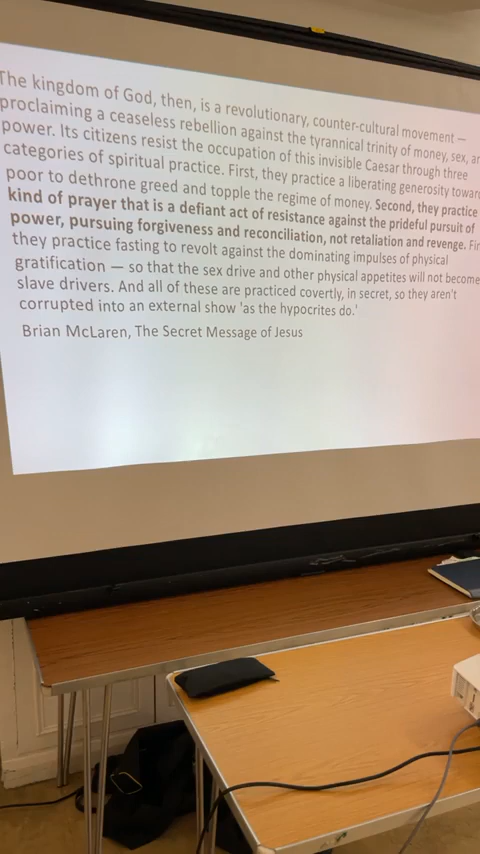 The kingdom of God, then, is a revolutionary, counter-cultural movement —
proclaiming a ceaseless rebellion against the tyrannical trinity of money, sex, an
power. Its citizens resist the occupation of this invisible Caesar through three
categories of spiritual practice. First, they practice a liberating generosity towar
poor to dethrone greed and topple the regime of money. Second, they practice
kind of prayer that is a defiant act of resistance against the prideful pursuit of
power, pursuing forgiveness and reconciliation, not retaliation and revenge. Fin
they practice fasting to revolt against the dominating impulses of physical
gratification — so that the sex drive and other physical appetites will not become
slave drivers. And all of these are practiced covertly, in secret, so they aren't
corrupted into an external show 'as the hypocrites do.'
Brian McLaren, The Secret Message of Jesus